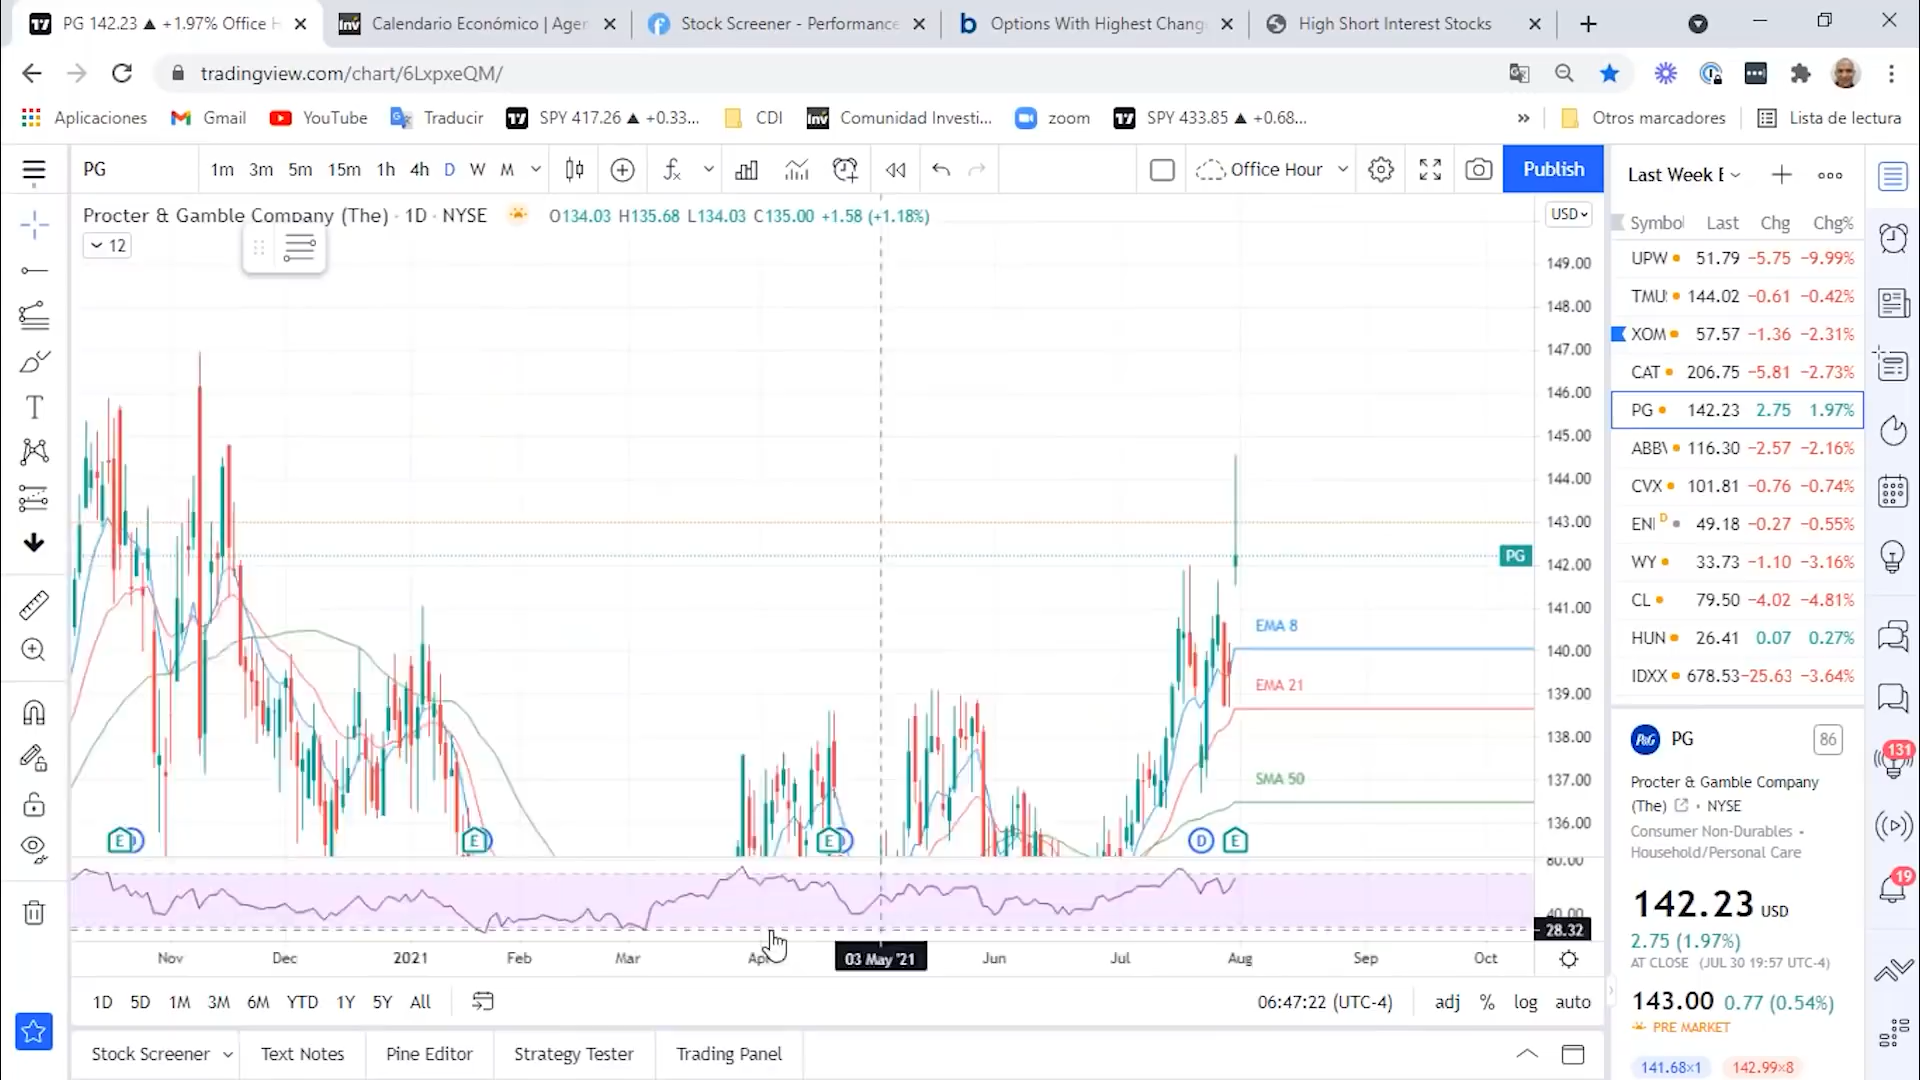 PG 142.23 ▲ +1.97% Office H
Calendario Económico | Agen
Stock Screener - Performance
Options With Highest Chang
High Short Interest Stocks
tradingview.com/chart/6LxpxeQM/
Aplicaciones
Gmail
YouTube
Traducir
SPY 417.26 ▲ +0.33...
CDI
Comunidad Investi...
zoom
SPY 433.85 ▲ +0.68...
»
Otros marcadores
Lista de lectura
PG
1m 3m 5m 15m 1h 4h D W M
Office Hour
Publish
Last Week E
Procter & Gamble Company (The) · 1D · NYSE
O134.03 H135.68 L134.03 C135.00 +1.58 (+1.18%)
12
USD
149.00
148.00
147.00
146.00
145.00
144.00
143.00
PG
142.00
141.00
140.00
139.00
138.00
137.00
136.00
EMA 8
EMA 21
SMA 50
E
E
E
D
E
80.00
40.00
28.32
Nov Dec 2021 Feb Mar Apr 03 May '21 Jun Jul Aug Sep Oct
1D 5D 1M 3M 6M YTD 1Y 5Y All
06:47:22 (UTC-4)
adj % log auto
Stock Screener
Text Notes
Pine Editor
Strategy Tester
Trading Panel
Symbol Last Chg Chg%
UPW 51.79 −5.75 −9.99%
TMU 144.02 −0.61 −0.42%
XOM 57.57 −1.36 −2.31%
CAT 206.75 −5.81 −2.73%
PG 142.23 2.75 1.97%
ABBV 116.30 −2.57 −2.16%
CVX 101.81 −0.76 −0.74%
ENI D 49.18 −0.27 −0.55%
WY 33.73 −1.10 −3.16%
CL 79.50 −4.02 −4.81%
HUN 26.41 0.07 0.27%
IDXX 678.53 −25.63 −3.64%
P&G
PG
86
Procter & Gamble Company
(The) · NYSE
Consumer Non-Durables ·
Household/Personal Care
142.23 USD
2.75 (1.97%)
AT CLOSE (JUL 30 19:57 UTC-4)
143.00 0.77 (0.54%)
PRE MARKET
141.68×1
142.99×8
131
19